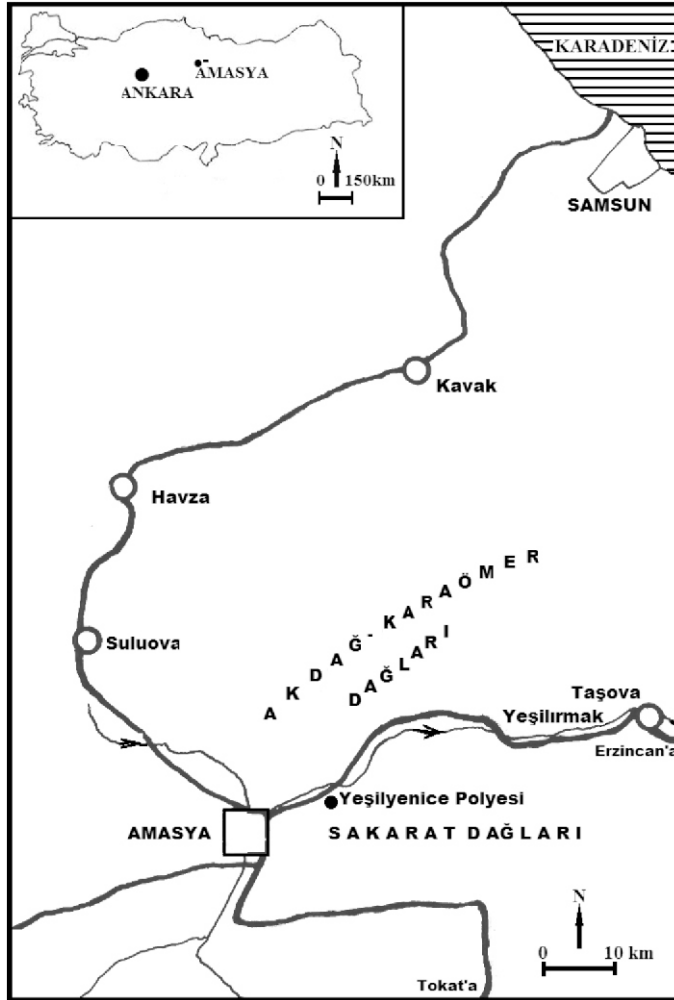 KARADENİZ
AMASYA
ANKARA
N
0 150km
SAMSUN
Kavak
Havza
AKDAĞ-KARAÖMER
DAĞLARI
Suluova
Taşova
Yeşilırmak
Erzincan'a
Yeşilyenice Polyesi
AMASYA
SAKARAT DAĞLARI
N
0 10 km
Tokat'a